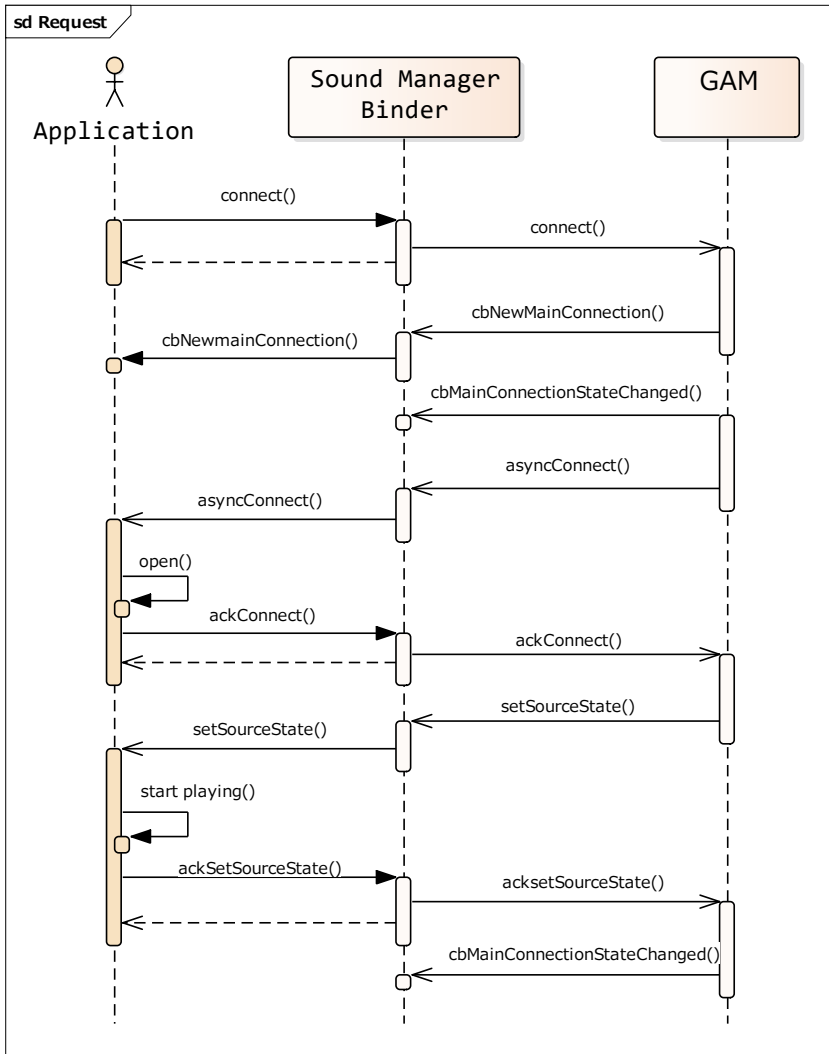 sd Request
Sound Manager
Binder
GAM
Application
connect()
connect()
cbNewMainConnection()
cbNewmainConnection()
cbMainConnectionStateChanged()
asyncConnect()
asyncConnect()
open()
ackConnect()
ackConnect()
setSourceState()
setSourceState()
start playing()
ackSetSourceState()
acksetSourceState()
cbMainConnectionStateChanged()